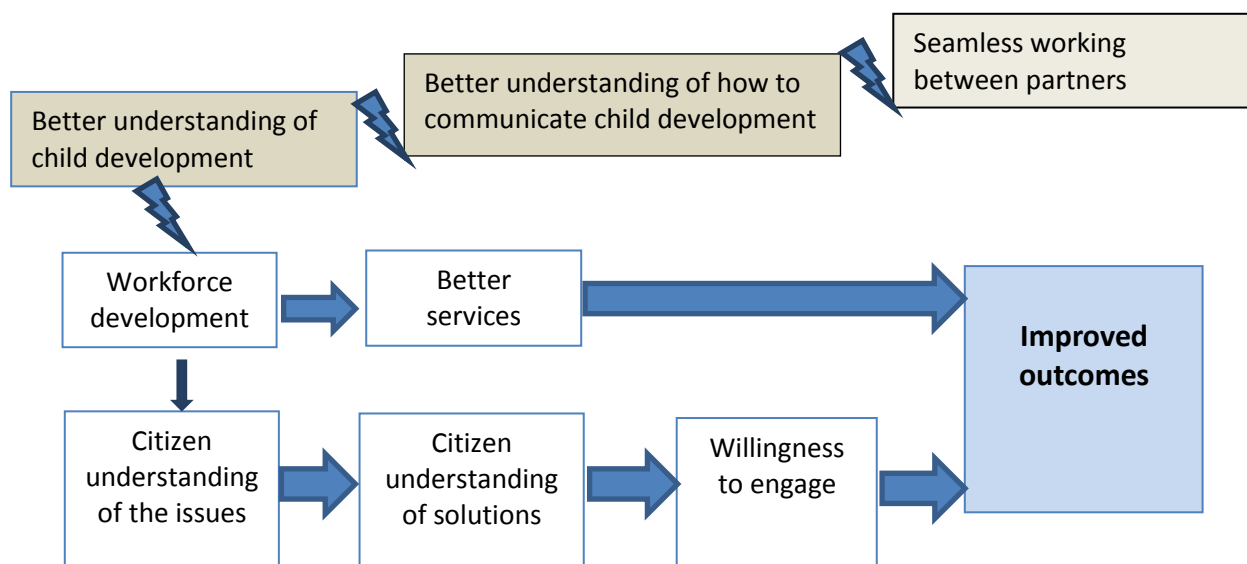 Seamless working
between partners
Better understanding of how to
communicate child development
Better understanding of
child development
Workforce
development
Better
services
Improved
outcomes
Citizen
understanding
of the issues
Citizen
understanding
of solutions
Willingness
to engage